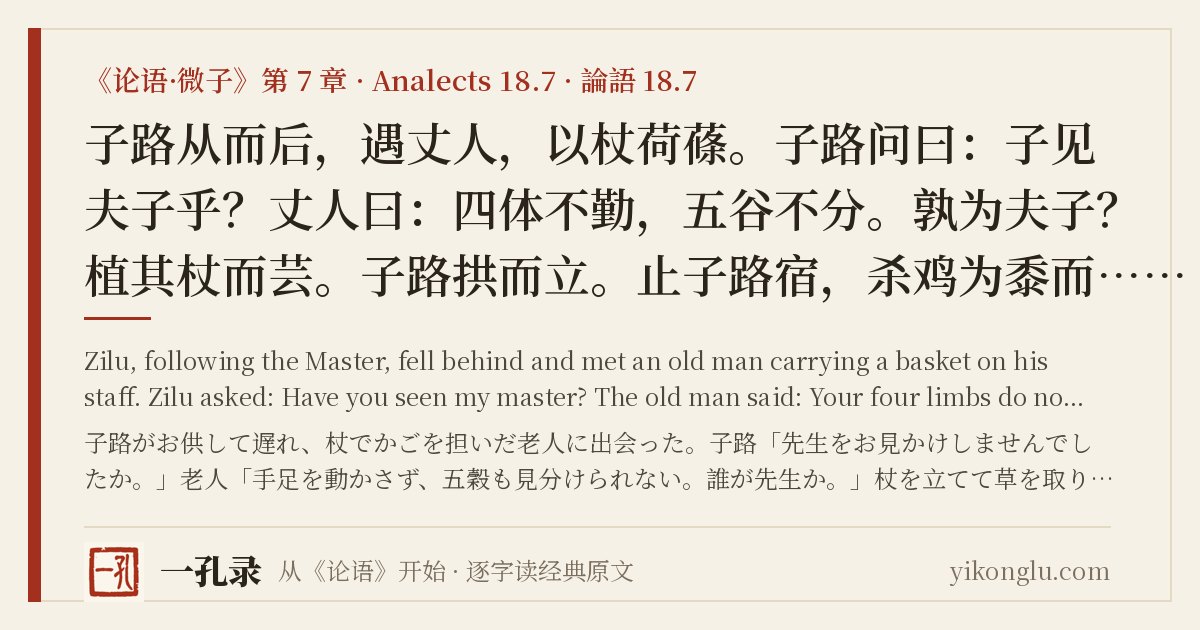 《论语·微子》第 7 章 · Analects 18.7 · 論語 18.7
子路从而后，遇丈人，以杖荷蓧。子路问曰：子见
夫子乎？丈人曰：四体不勤，五谷不分。孰为夫子？
植其杖而芸。子路拱而立。止子路宿，杀鸡为黍而……
Zilu, following the Master, fell behind and met an old man carrying a basket on his
staff. Zilu asked: Have you seen my master? The old man said: Your four limbs do no...
子路がお供して遅れ、杖でかごを担いだ老人に出会った。子路「先生をお見かけしませんでし
たか。」老人「手足を動かさず、五穀も見分けられない。誰が先生か。」杖を立てて草を取り…
一孔
一孔录 从《论语》开始 · 逐字读经典原文 yikonglu.com